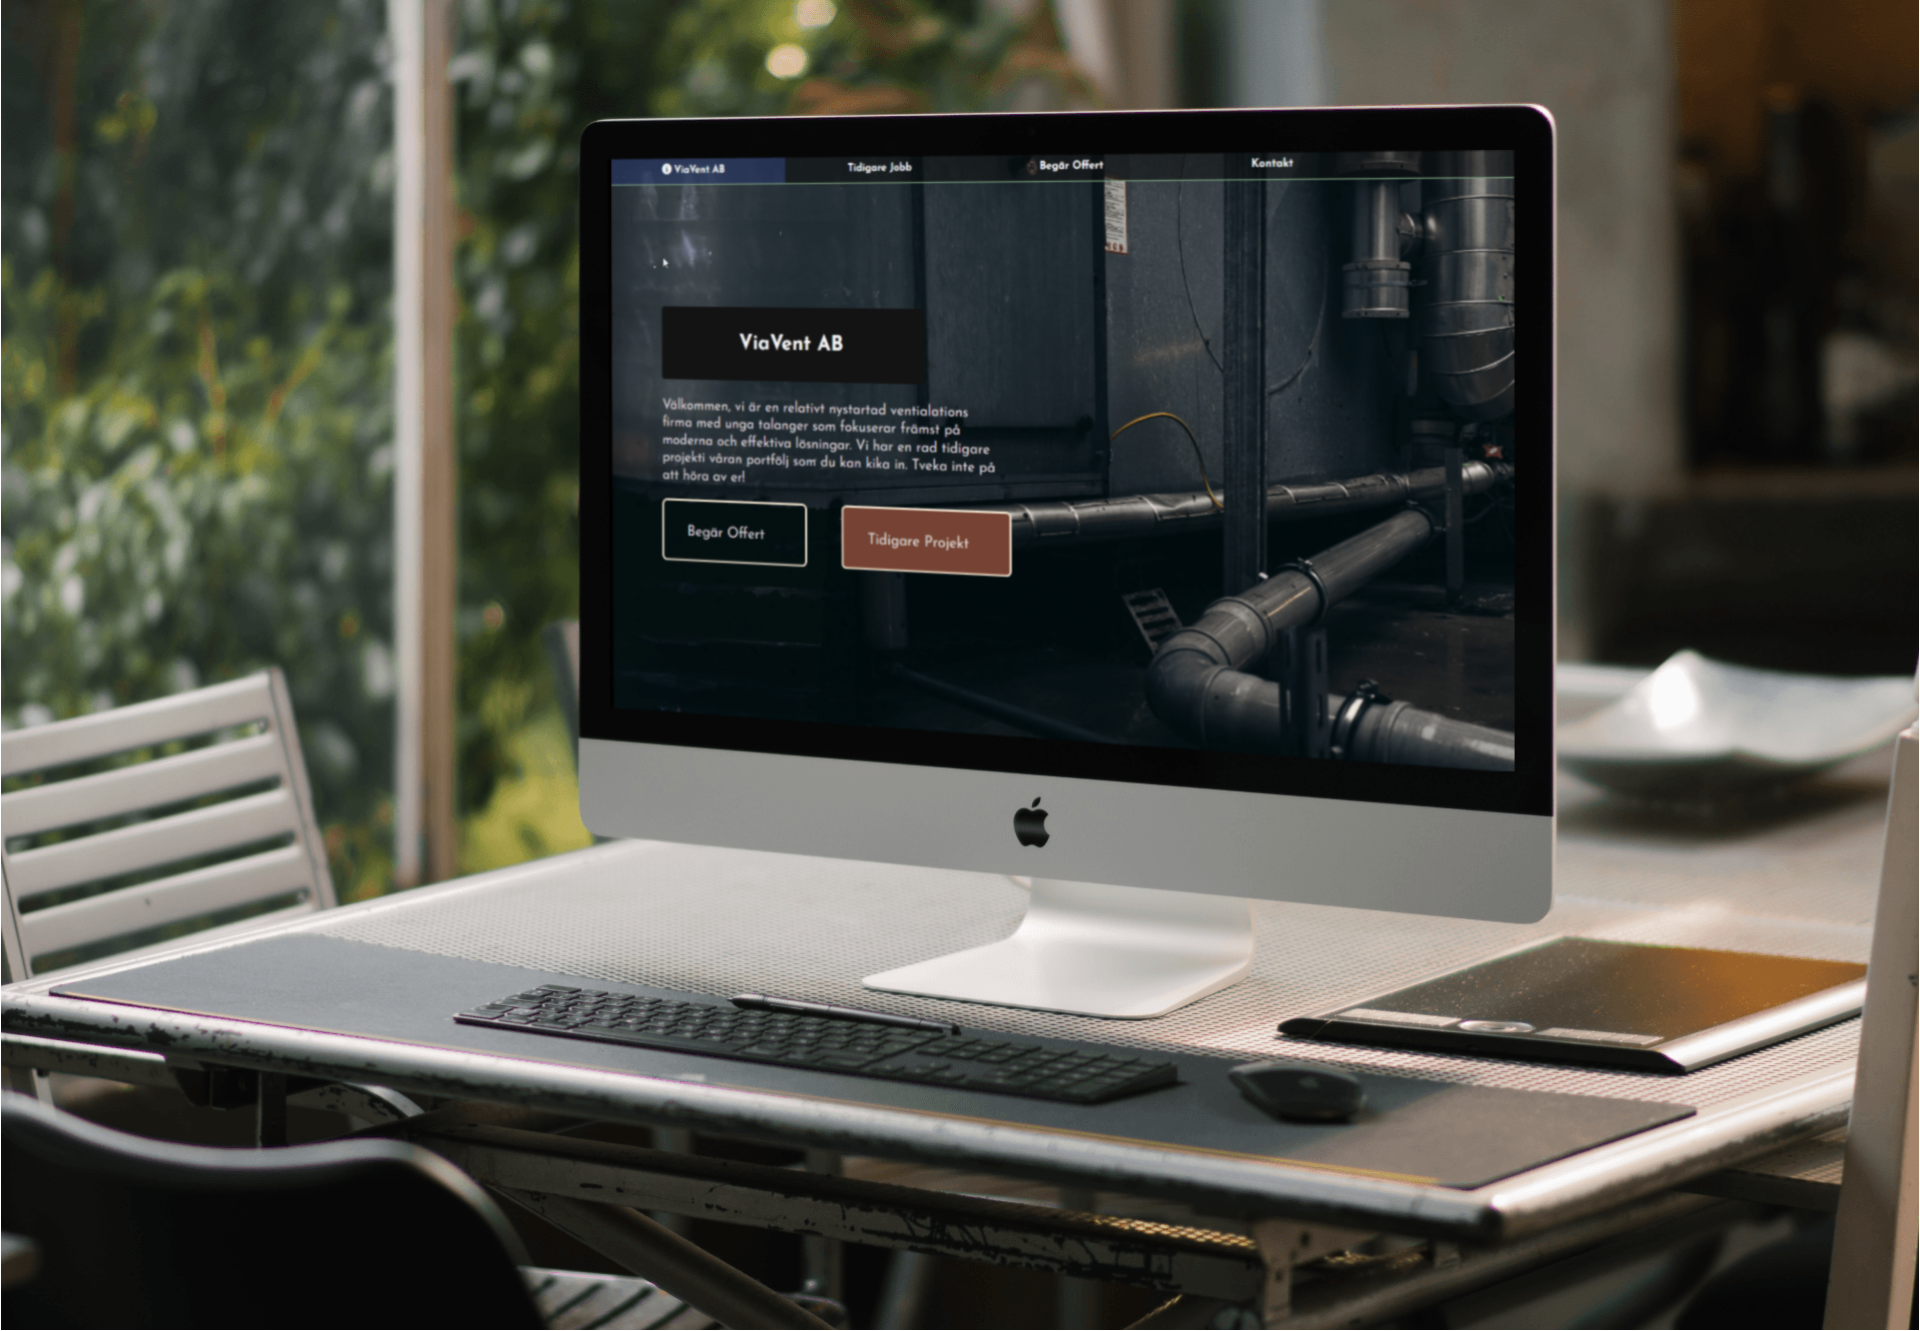 ViaVent AB
Tidigare Jobb
Begär Offert
Kontakt
ViaVent AB
Välkommen, vi är en relativt nystartad ventialations
firma med unga talanger som fokuserar främst på
moderna och effektiva lösningar. Vi har en rad tidigare
projekti våran portfölj som du kan kika in. Tveka inte på
att höra av er!
Begär Offert
Tidigare Projekt